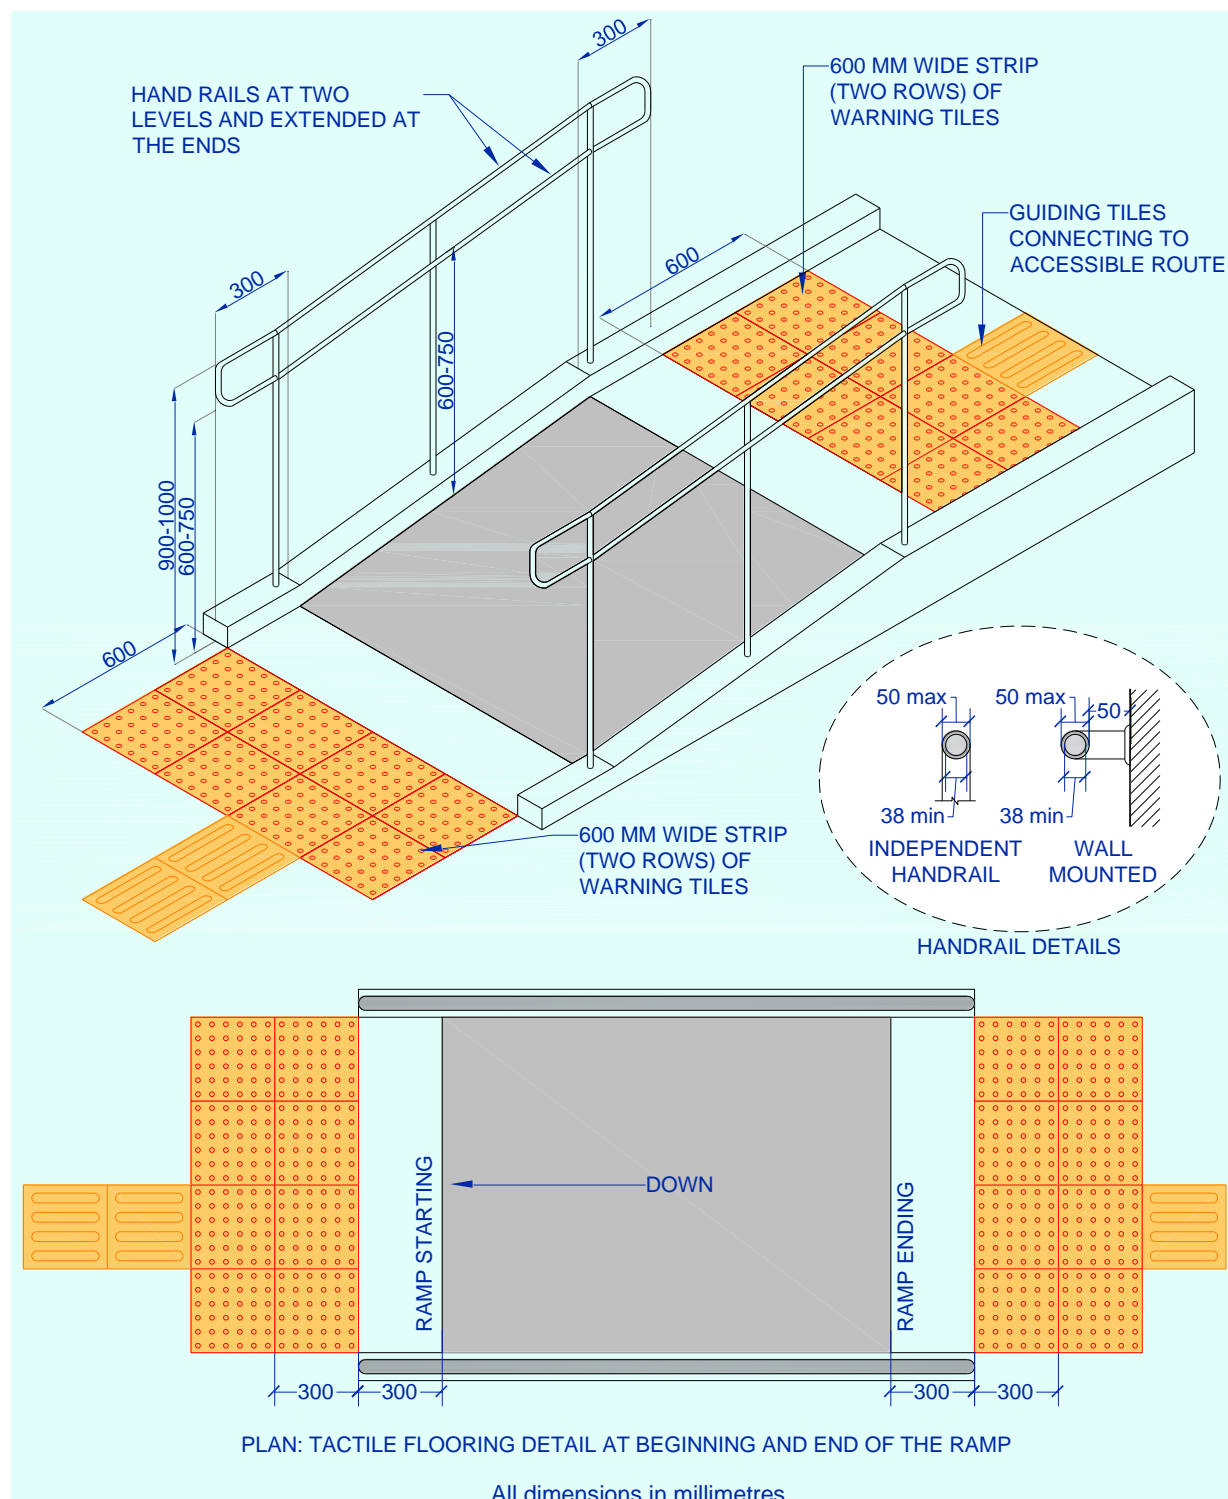 300
HAND RAILS AT TWO
LEVELS AND EXTENDED AT
THE ENDS
600 MM WIDE STRIP
(TWO ROWS) OF
WARNING TILES
GUIDING TILES
CONNECTING TO
ACCESSIBLE ROUTE
600
300
600-750
900-1000
600-750
600
50 max
50 max
50
38 min
38 min
INDEPENDENT
HANDRAIL
WALL
MOUNTED
HANDRAIL DETAILS
600 MM WIDE STRIP
(TWO ROWS) OF
WARNING TILES
RAMP STARTING
DOWN
RAMP ENDING
300
300
300
300
PLAN: TACTILE FLOORING DETAIL AT BEGINNING AND END OF THE RAMP
All dimensions in millimetres